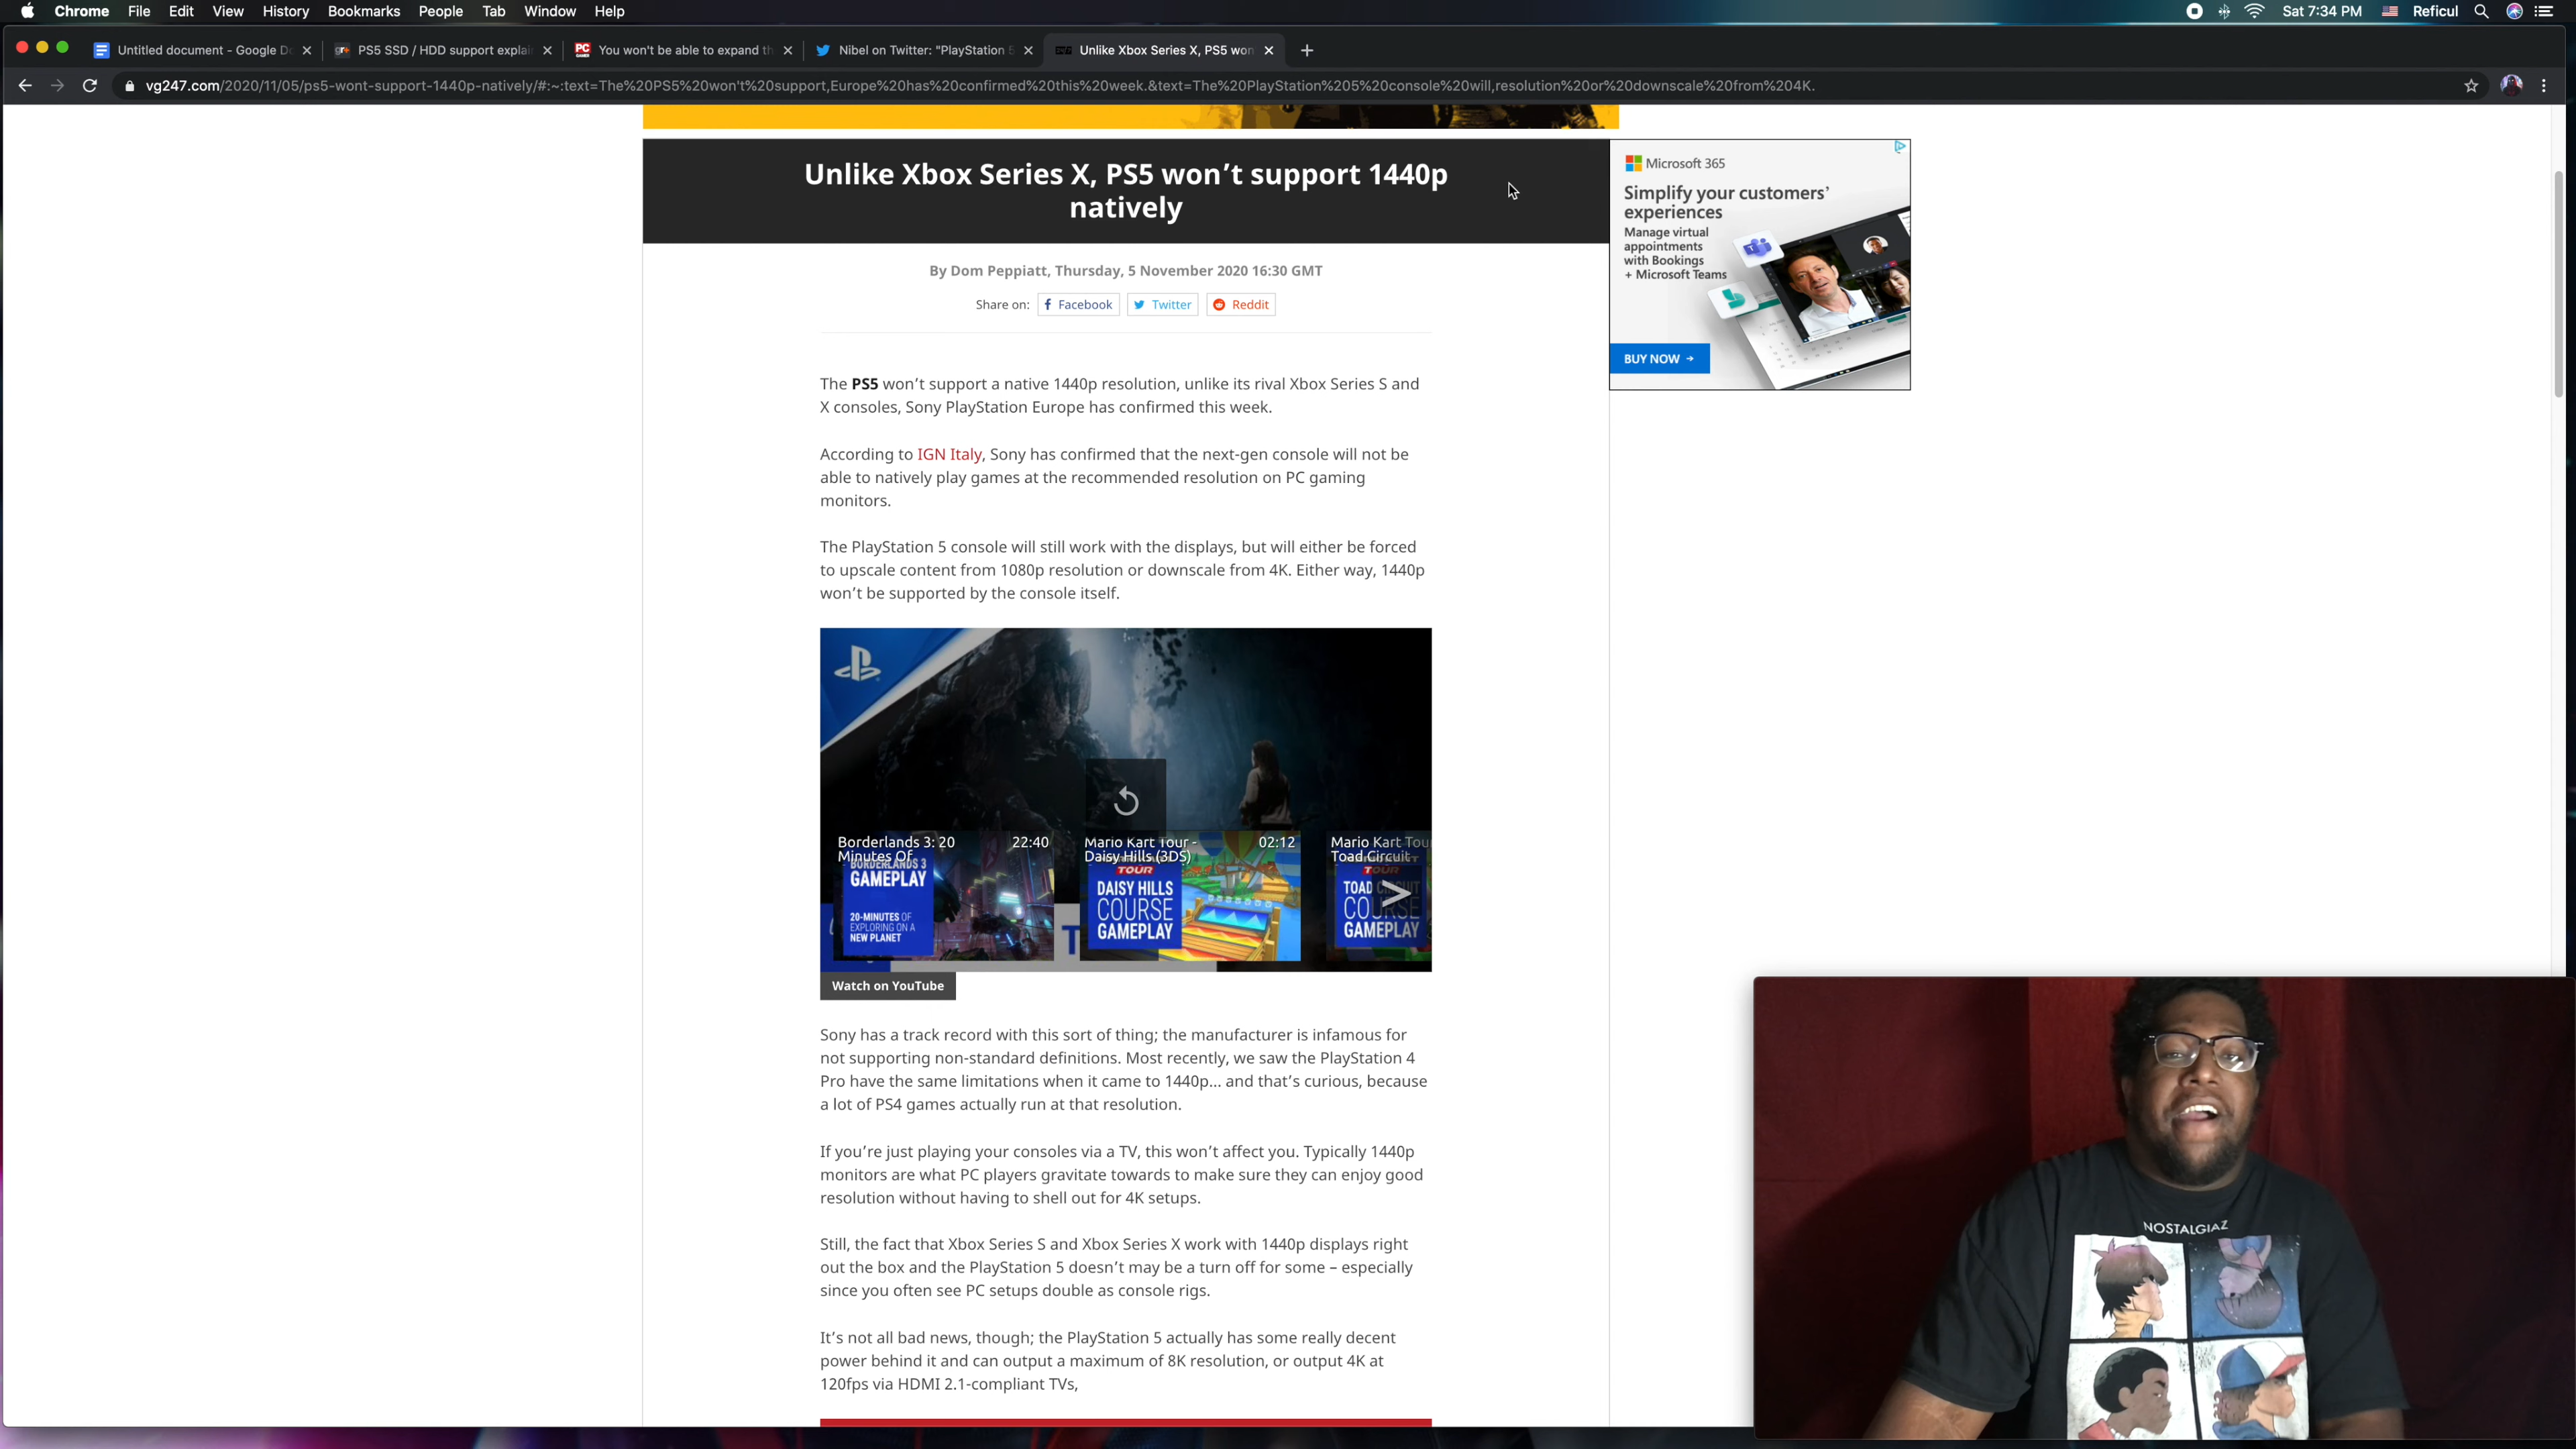 Chrome File Edit View History Bookmarks People Tab Window Help
Sat 7:34 PM Reficul
Untitled document - Google Do
PS5 SSD / HDD support explai
You won't be able to expand th
Nibel on Twitter: "PlayStation 5
Unlike Xbox Series X, PS5 won
vg247.com/2020/11/05/ps5-wont-support-1440p-natively/#:~:text=The%20PS5%20won't%20support,Europe%20has%20confirmed%20this%20week.&text=The%20PlayStation%205%20console%20will,resolution%20or%20downscale%20from%204K.
Unlike Xbox Series X, PS5 won't support 1440p
natively
By Dom Peppiatt, Thursday, 5 November 2020 16:30 GMT
Share on: Facebook Twitter Reddit
Microsoft 365
Simplify your customers'
experiences
Manage virtual
appointments
with Bookings
+ Microsoft Teams
BUY NOW →
The PS5 won't support a native 1440p resolution, unlike its rival Xbox Series S and
X consoles, Sony PlayStation Europe has confirmed this week.
According to IGN Italy, Sony has confirmed that the next-gen console will not be
able to natively play games at the recommended resolution on PC gaming
monitors.
The PlayStation 5 console will still work with the displays, but will either be forced
to upscale content from 1080p resolution or downscale from 4K. Either way, 1440p
won't be supported by the console itself.
Borderlands 3: 20 22:40
Minutes Of
BORDERLANDS 3
GAMEPLAY
20-MINUTES OF
EXPLORING ON A
NEW PLANET
Mario Kart Tour - 02:12
Daisy Hills (3DS)
TOUR
DAISY HILLS
COURSE
GAMEPLAY
Mario Kart Tou
Toad Circuit
TOUR
TOAD CIRCUIT
COURSE
GAMEPLAY
Watch on YouTube
Sony has a track record with this sort of thing; the manufacturer is infamous for
not supporting non-standard definitions. Most recently, we saw the PlayStation 4
Pro have the same limitations when it came to 1440p... and that's curious, because
a lot of PS4 games actually run at that resolution.
If you're just playing your consoles via a TV, this won't affect you. Typically 1440p
monitors are what PC players gravitate towards to make sure they can enjoy good
resolution without having to shell out for 4K setups.
Still, the fact that Xbox Series S and Xbox Series X work with 1440p displays right
out the box and the PlayStation 5 doesn't may be a turn off for some – especially
since you often see PC setups double as console rigs.
It's not all bad news, though; the PlayStation 5 actually has some really decent
power behind it and can output a maximum of 8K resolution, or output 4K at
120fps via HDMI 2.1-compliant TVs,
NOSTALGIAZ